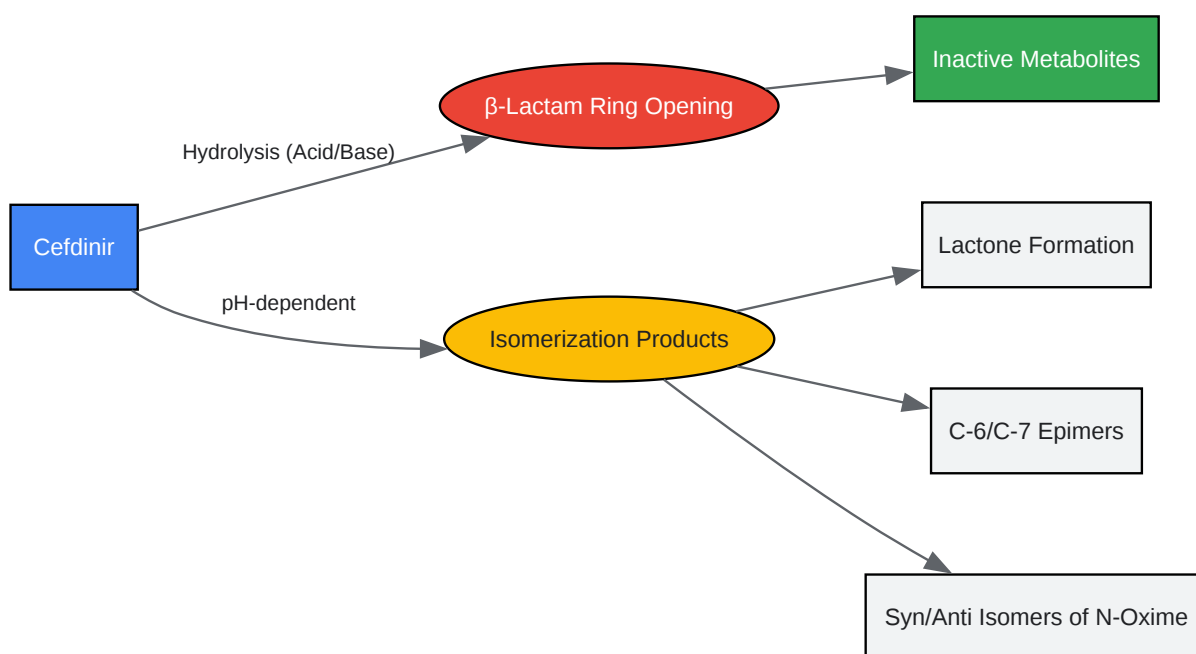 Inactive Metabolites
β-Lactam Ring Opening
Hydrolysis (Acid/Base)
Lactone Formation
Cefdinir
pH-dependent
Isomerization Products
C-6/C-7 Epimers
Syn/Anti Isomers of N-Oxime